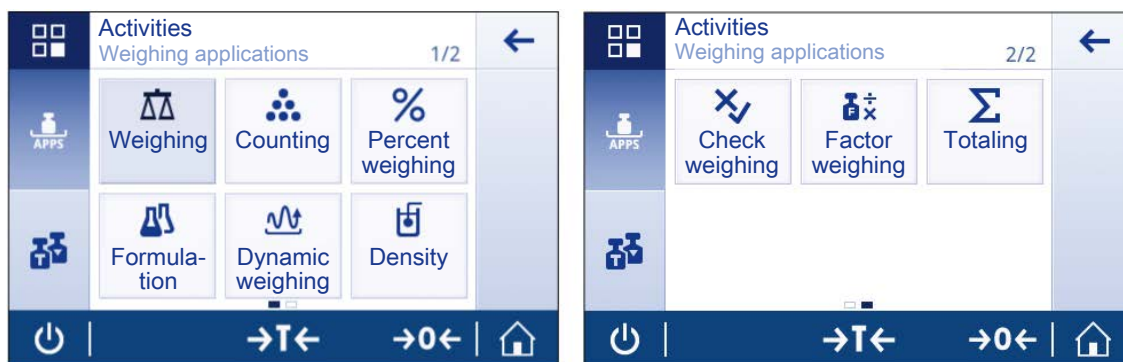 Activities
Weighing applications 1/2
APPS
Weighing
Counting
%
Percent
weighing
T
Formula-
tion
Dynamic
weighing
Density
→T←
→0←
Activities
Weighing applications 2/2
APPS
Check
weighing
F
÷
×
Factor
weighing
Σ
Totaling
T
→T←
→0←